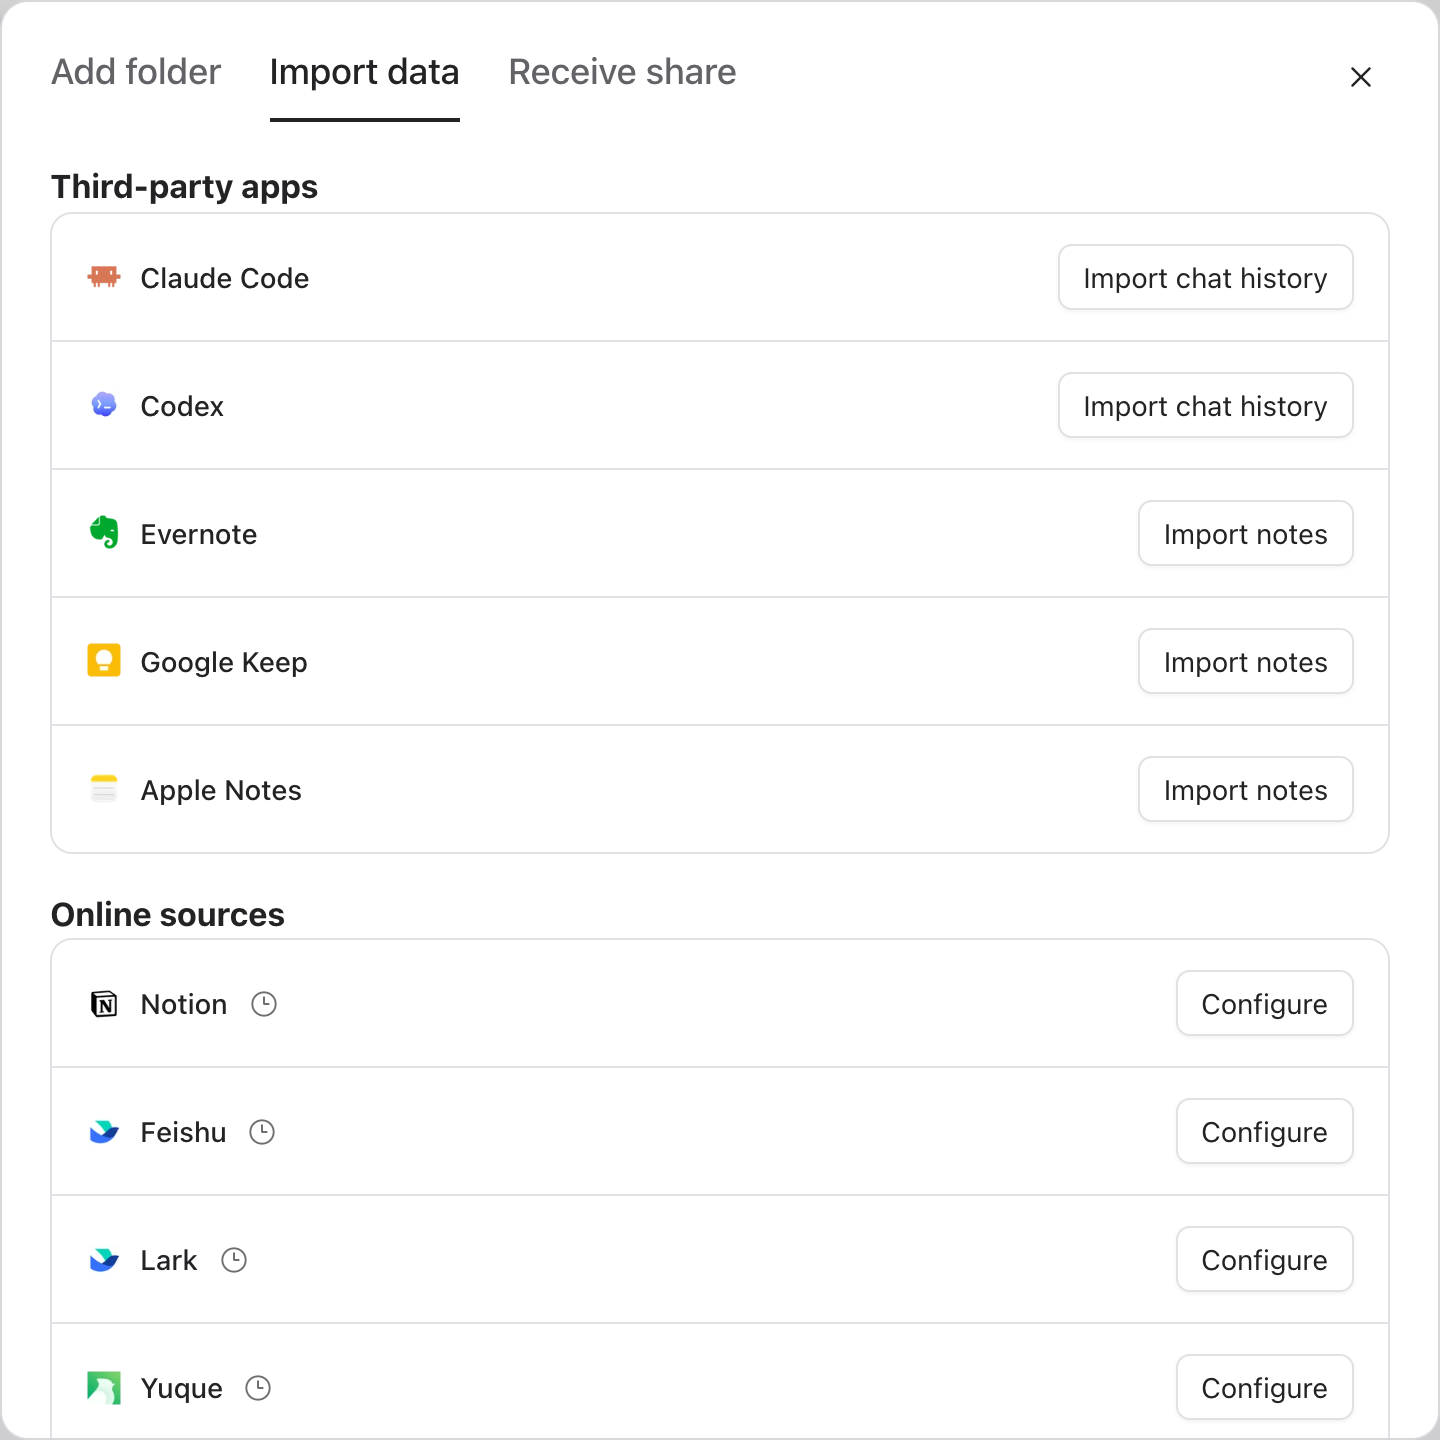 Add folder
Import data
Receive share
Third-party apps
Claude Code
Import chat history
Codex
Import chat history
Evernote
Import notes
Google Keep
Import notes
Apple Notes
Import notes
Online sources
Notion
Configure
Feishu
Configure
Lark
Configure
Yuque
Configure